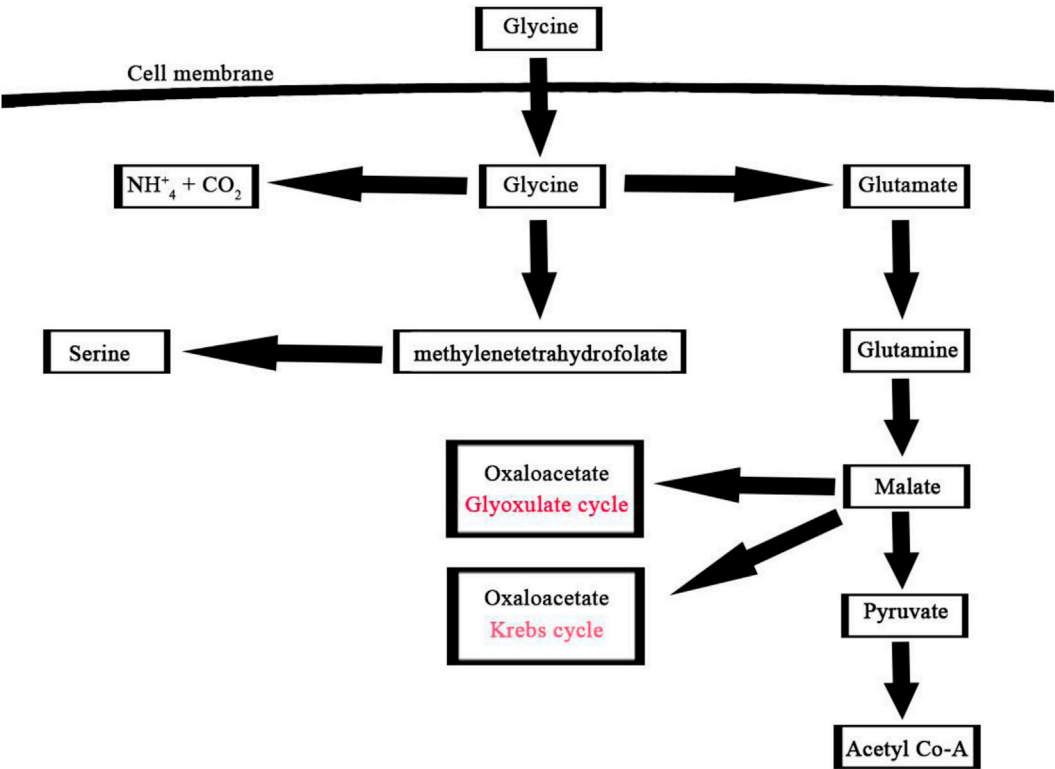 Glycine
Cell membrane
NH⁺₄ + CO₂
Glycine
Glutamate
Serine
methylenetetrahydrofolate
Glutamine
Oxaloacetate
Glyoxulate cycle
Malate
Oxaloacetate
Krebs cycle
Pyruvate
Acetyl Co-A